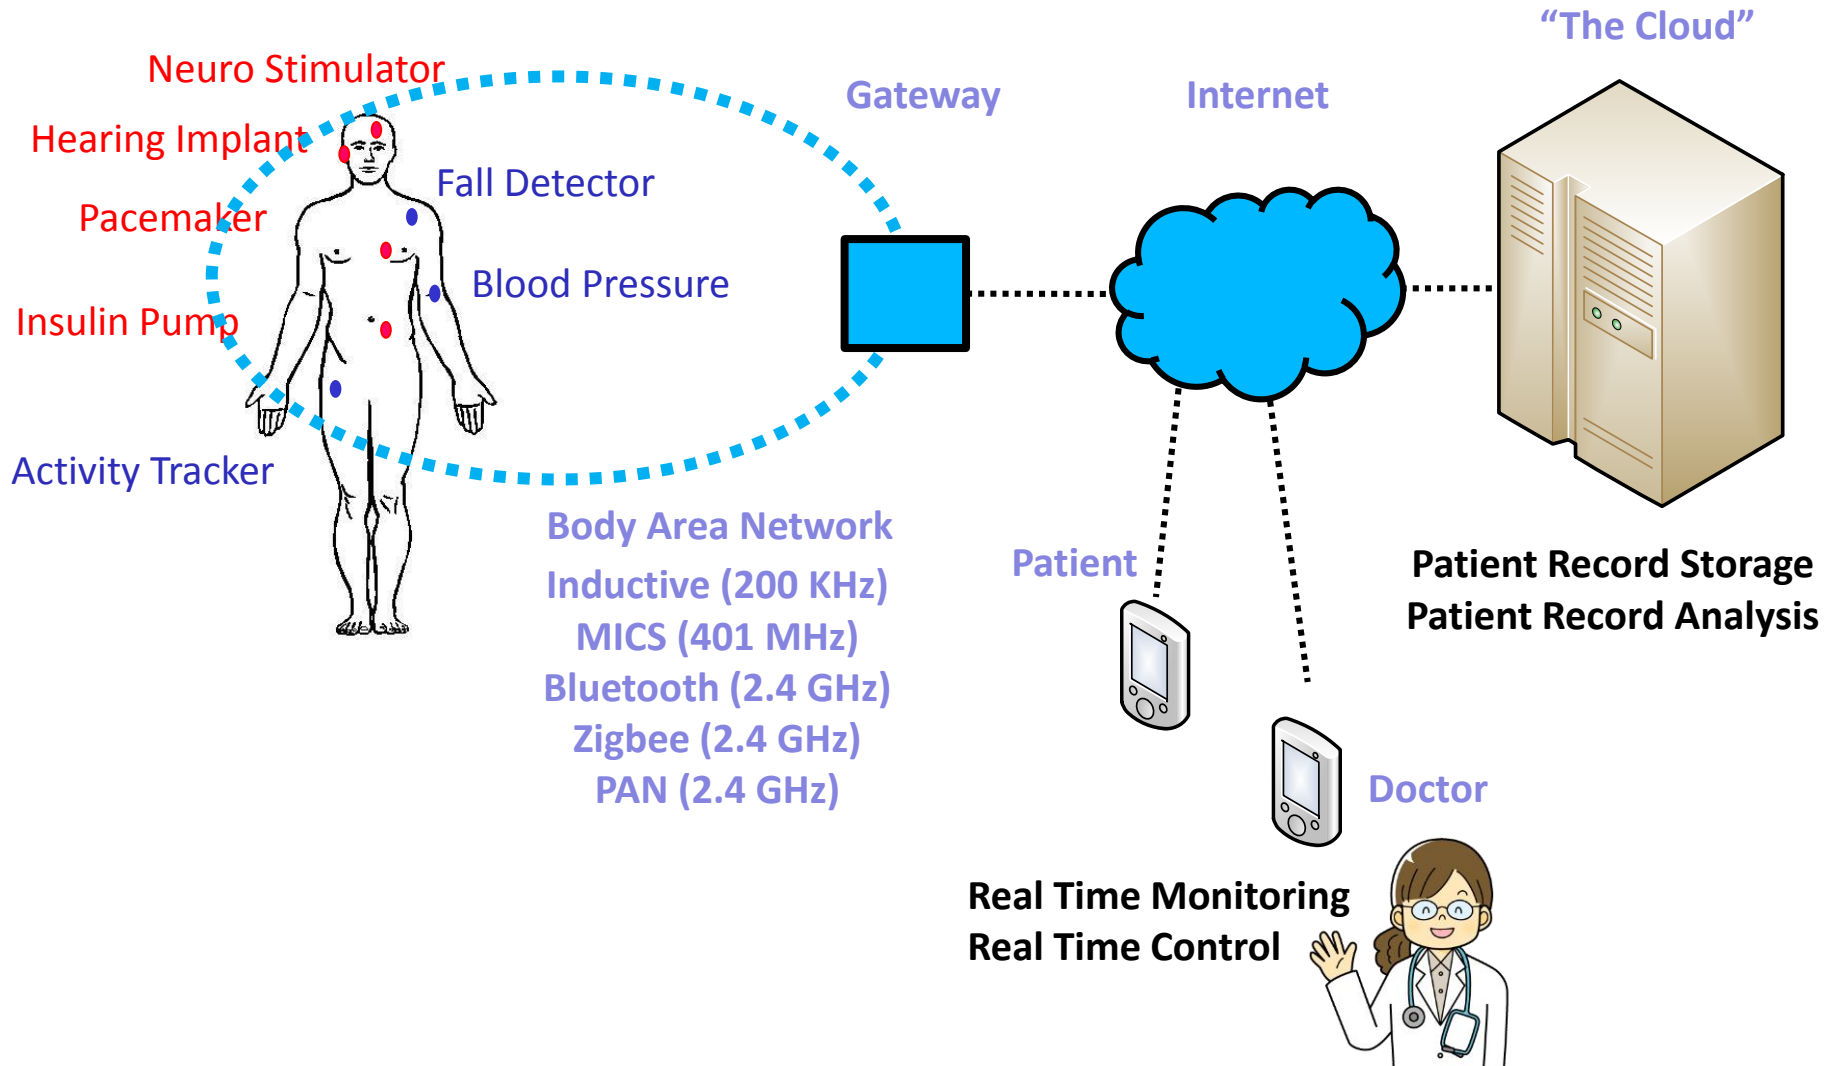 “The Cloud”
Neuro Stimulator
Gateway
Internet
Hearing Implant
Fall Detector
Pacemaker
Blood Pressure
Insulin Pump
Activity Tracker
Body Area Network
Inductive (200 KHz)
MICS (401 MHz)
Bluetooth (2.4 GHz)
Zigbee (2.4 GHz)
PAN (2.4 GHz)
Patient
Patient Record Storage
Patient Record Analysis
Doctor
Real Time Monitoring
Real Time Control